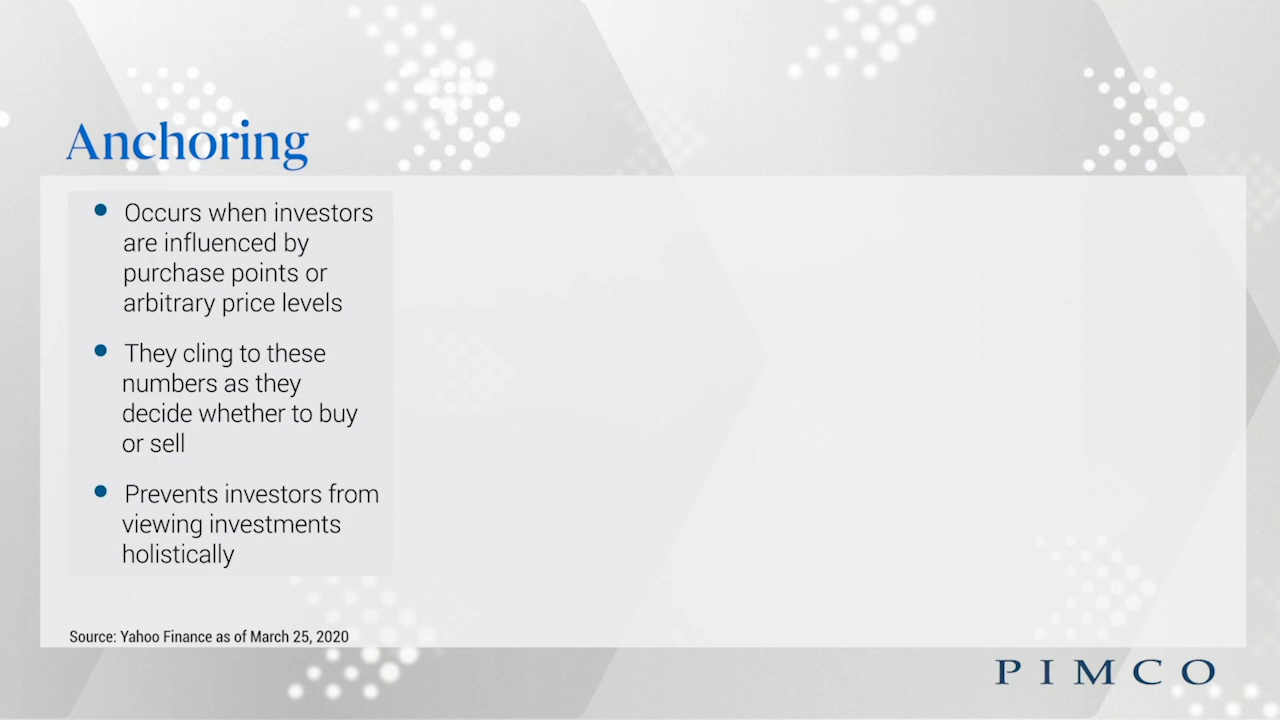 Anchoring
• Occurs when investors
are influenced by
purchase points or
arbitrary price levels
• They cling to these
numbers as they
decide whether to buy
or sell
• Prevents investors from
viewing investments
holistically
Source: Yahoo Finance as of March 25, 2020
PIMCO